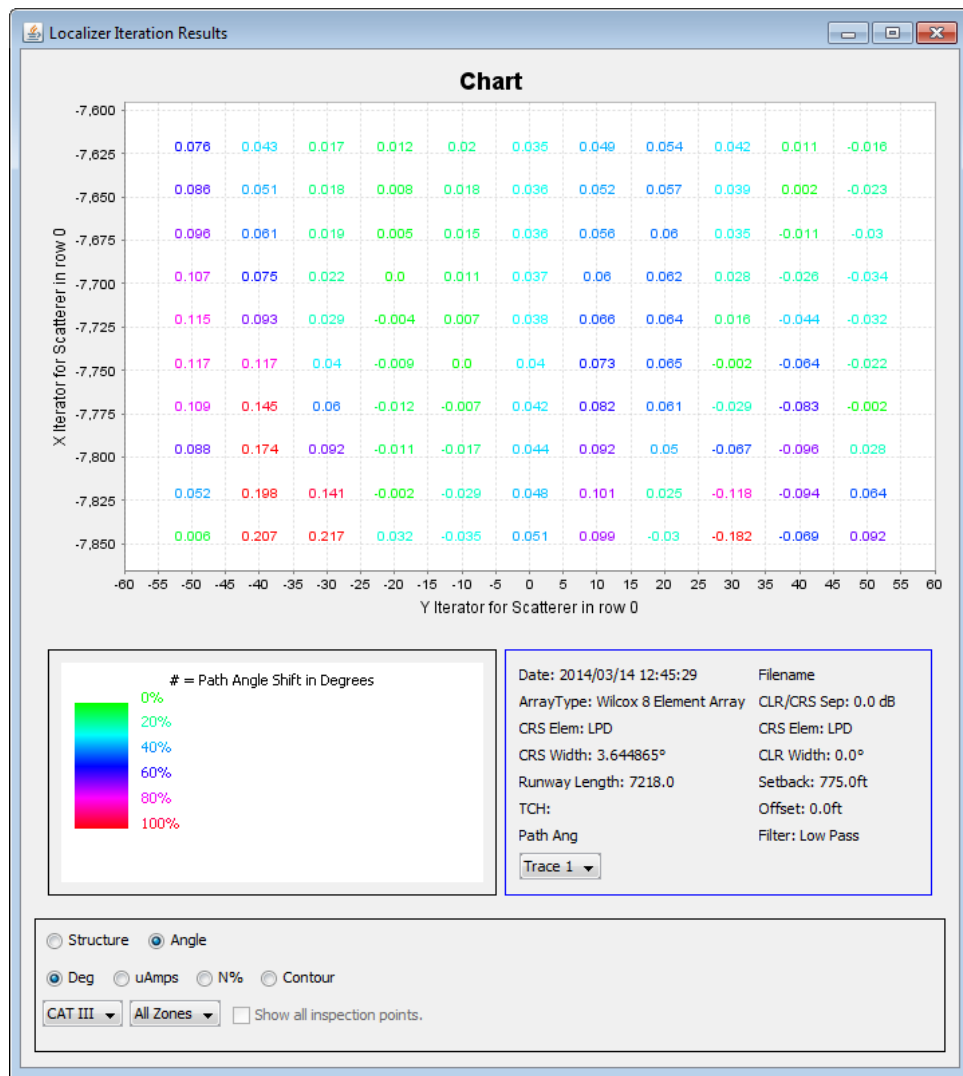 Localizer Iteration Results
Chart
-7,600
0.076 0.043 0.017 0.012 0.02 0.035 0.049 0.054 0.042 0.011 -0.016
-7,625
0.086 0.051 0.018 0.008 0.018 0.036 0.052 0.057 0.039 0.002 -0.023
-7,650
0.096 0.061 0.019 0.005 0.015 0.036 0.056 0.06 0.035 -0.011 -0.03
-7,675
0.107 0.075 0.022 0.0 0.011 0.037 0.06 0.062 0.028 -0.026 -0.034
-7,700
0.115 0.093 0.029 -0.004 0.007 0.038 0.066 0.064 0.016 -0.044 -0.032
-7,725
0.117 0.117 0.04 -0.009 0.0 0.04 0.073 0.065 -0.002 -0.064 -0.022
-7,750
0.109 0.145 0.06 -0.012 -0.007 0.042 0.082 0.061 -0.029 -0.083 -0.002
-7,775
0.088 0.174 0.092 -0.011 -0.017 0.044 0.092 0.05 -0.067 -0.096 0.028
-7,800
0.052 0.198 0.141 -0.002 -0.029 0.048 0.101 0.025 -0.118 -0.094 0.064
-7,825
0.006 0.207 0.217 0.032 -0.035 0.051 0.099 -0.03 -0.182 -0.069 0.092
-7,850
X Iterator for Scatterer in row 0
-60 -55 -50 -45 -40 -35 -30 -25 -20 -15 -10 -5 0 5 10 15 20 25 30 35 40 45 50 55 60
Y Iterator for Scatterer in row 0
# = Path Angle Shift in Degrees
0%
20%
40%
60%
80%
100%
Date: 2014/03/14 12:45:29 Filename
ArrayType: Wilcox 8 Element Array CLR/CRS Sep: 0.0 dB
CRS Elem: LPD CRS Elem: LPD
CRS Width: 3.644865° CLR Width: 0.0°
Runway Length: 7218.0 Setback: 775.0ft
TCH: Offset: 0.0ft
Path Ang Filter: Low Pass
Trace 1
Structure Angle
Deg uAmps N% Contour
CAT III All Zones Show all inspection points.